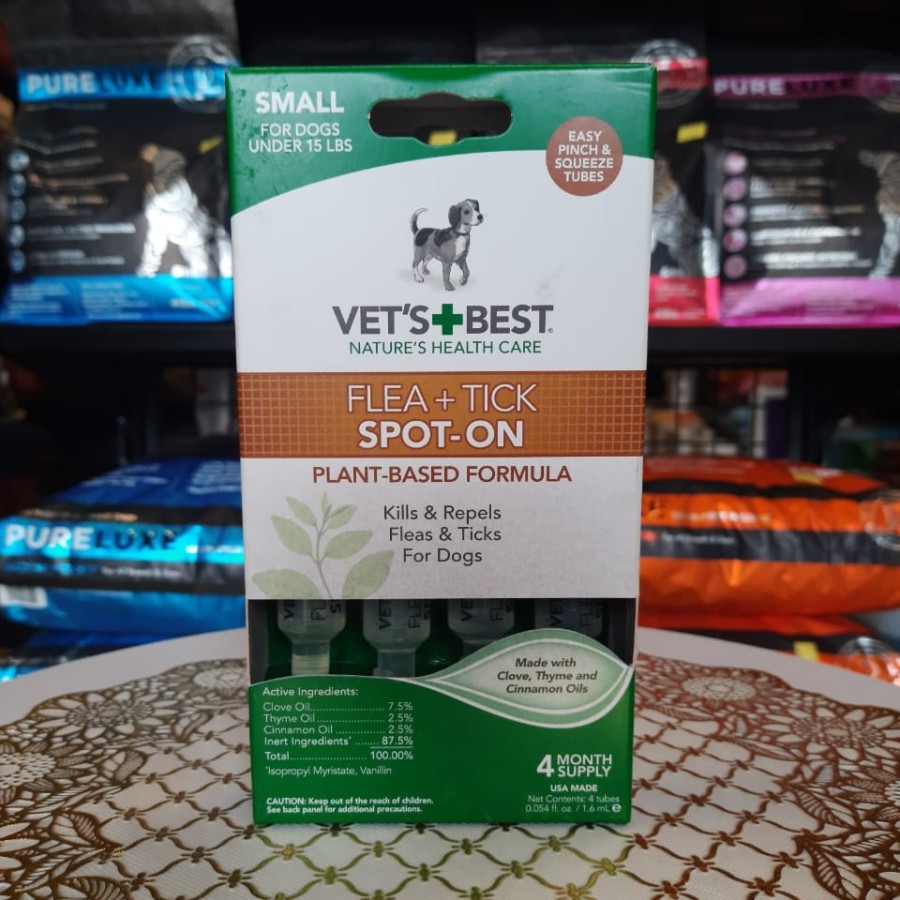 PURELUXE
PURELUXE
SMALL
FOR DOGS
UNDER 15 LBS
EASY
PINCH &
SQUEEZE
TUBES
VET'S+BEST
NATURE'S HEALTH CARE
FLEA + TICK
SPOT-ON
PLANT-BASED FORMULA
Kills & Repels
Fleas & Ticks
For Dogs
PURELUXE
Made with
Clove, Thyme and
Cinnamon Oils
Active Ingredients:
Clove Oil........................ 7.5%
Thyme Oil...................... 2.5%
Cinnamon Oil ................ 2.5%
Inert Ingredients* ....... 87.5%
Total............................ 100.00%
*Isopropyl Myristate, Vanillin
CAUTION: Keep out of the reach of children.
See back panel for additional precautions.
4 MONTH
SUPPLY
USA MADE
Net Contents: 4 tubes
0.054 fl. oz. / 1.6 mL ℮